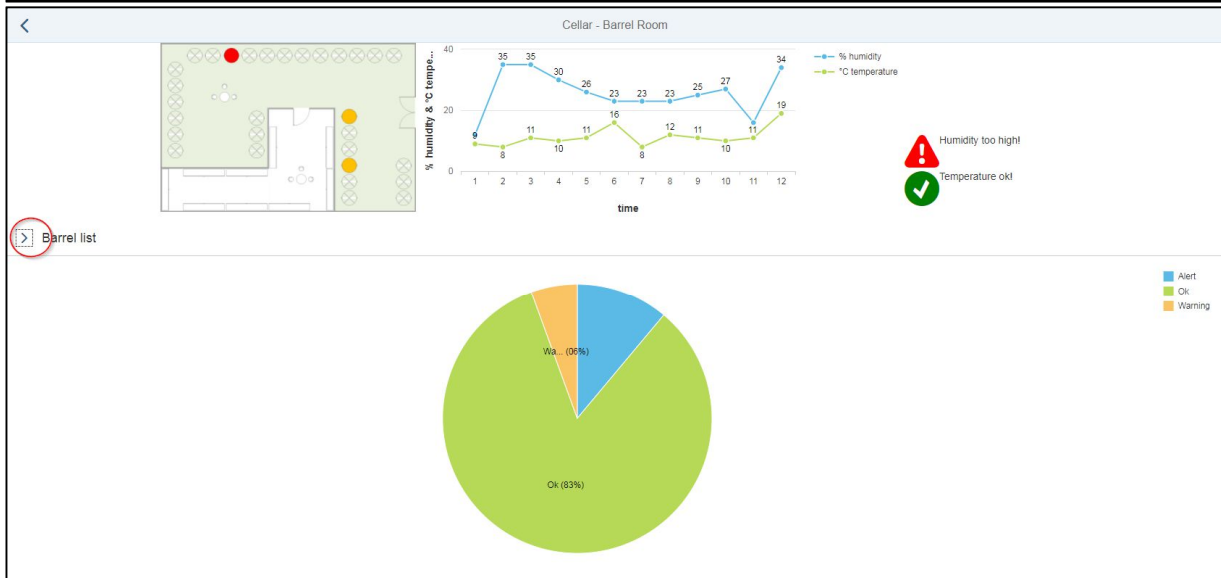 Cellar - Barrel Room
% humidity & °C tempe...
40
20
0
9
35
35
30
26
23
23
23
25
27
34
8
11
10
11
16
8
12
11
10
11
19
1 2 3 4 5 6 7 8 9 10 11 12
time
% humidity
°C temperature
Humidity too high!
Temperature ok!
Barrel list
Alert
Ok
Warning
Wa... (06%)
Ok (83%)